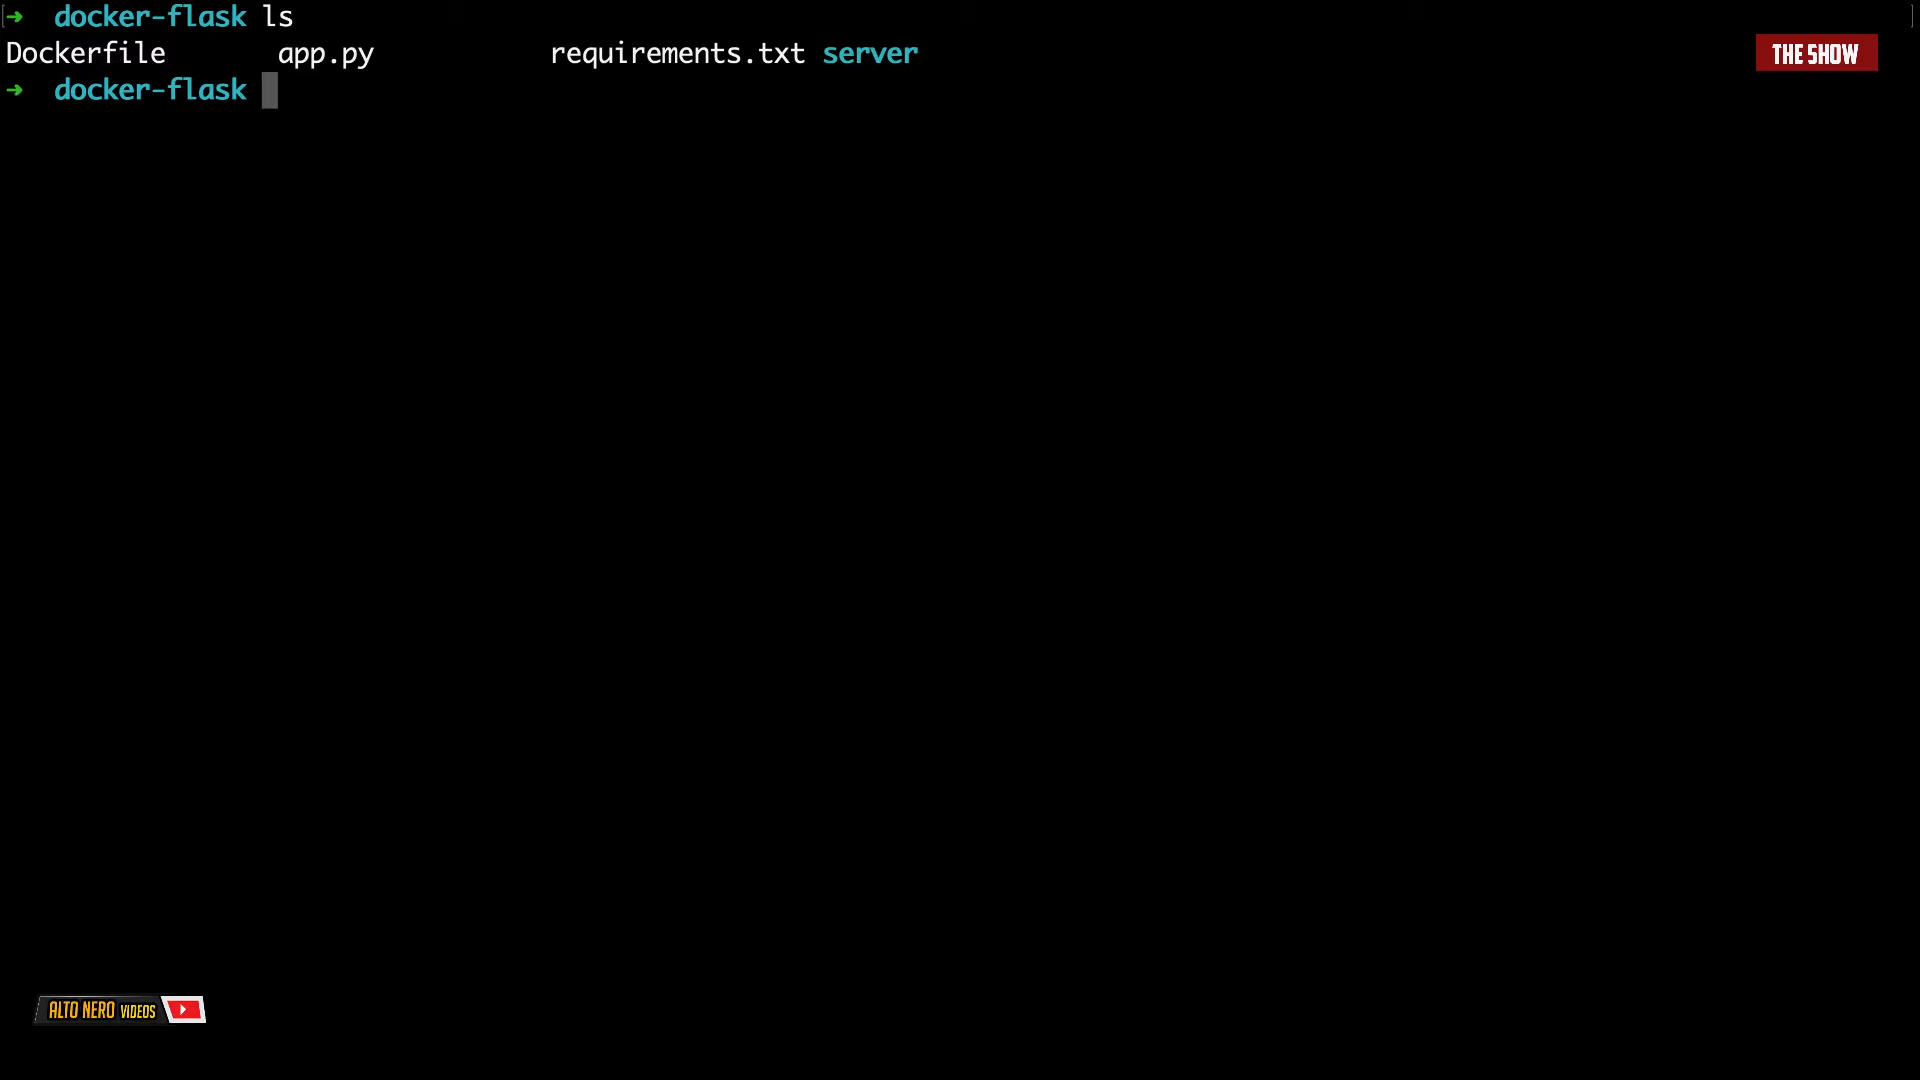 ➜ docker-flask ls
Dockerfile app.py requirements.txt server
THE SHOW
➜ docker-flask
ALTO NERO VIDEOS